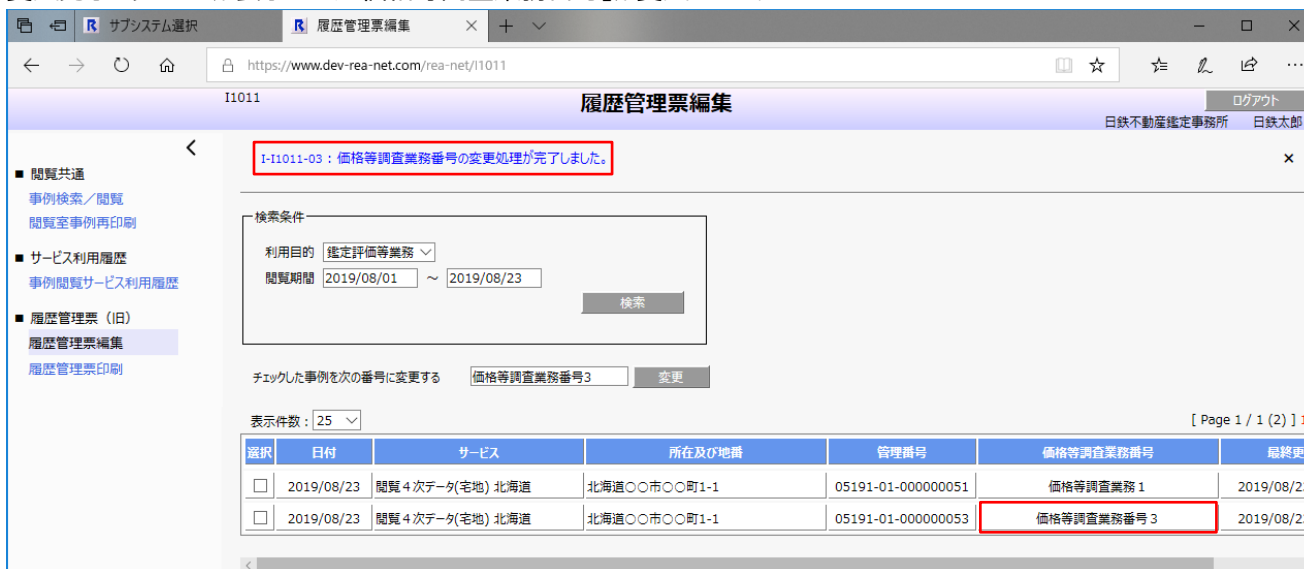 サブシステム選択
履歴管理票編集
https://www.dev-rea-net.com/rea-net/I1011
I1011
履歴管理票編集
ログアウト
日鉄不動産鑑定事務所 日鉄太郎
I-I1011-03：価格等調査業務番号の変更処理が完了しました。
■ 閲覧共通
事例検索／閲覧
閲覧室事例再印刷
■ サービス利用履歴
事例閲覧サービス利用履歴
■ 履歴管理票（旧）
履歴管理票編集
履歴管理票印刷
検索条件
利用目的 鑑定評価等業務
閲覧期間 2019/08/01 ～ 2019/08/23
検索
チェックした事例を次の番号に変更する 価格等調査業務番号3 変更
表示件数：25
[ Page 1 / 1 (2) ] 1
選択 日付 サービス 所在及び地番 管理番号 価格等調査業務番号 最終更
2019/08/23 閲覧４次データ(宅地) 北海道 北海道○○市○○町1-1 05191-01-000000051 価格等調査業務１ 2019/08/2
2019/08/23 閲覧４次データ(宅地) 北海道 北海道○○市○○町1-1 05191-01-000000053 価格等調査業務番号３ 2019/08/2